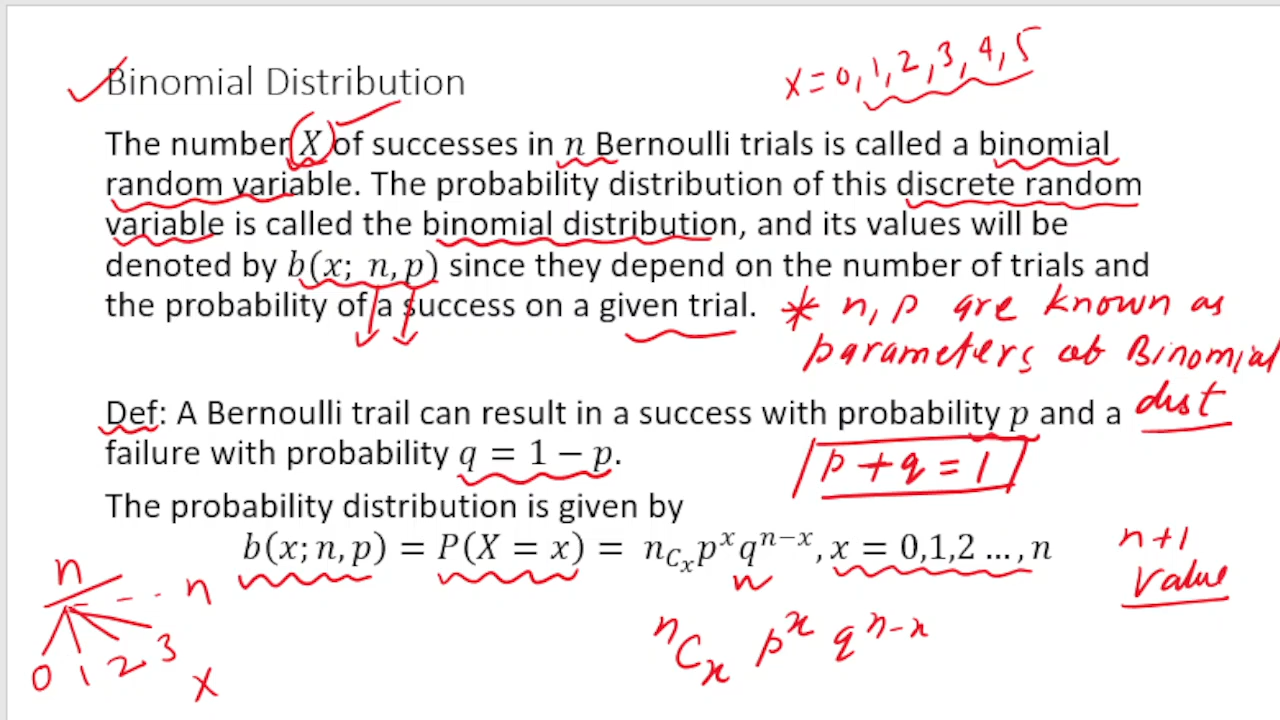 Binomial Distribution
x = 0, 1, 2, 3, 4, 5
The number X of successes in n Bernoulli trials is called a binomial
random variable. The probability distribution of this discrete random
variable is called the binomial distribution, and its values will be
denoted by b(x; n, p) since they depend on the number of trials and
the probability of a success on a given trial.
* n, p are known as
parameters of Binomial
dist
Def: A Bernoulli trail can result in a success with probability p and a
failure with probability q = 1 − p.
p + q = 1
The probability distribution is given by
b(x; n, p) = P(X = x) = n_{C_x} p^x q^{n−x}, x = 0,1,2 ..., n
n+1
Value
n
- - - n
0 1 2 3
X
^nC_x p^x q^{n-x}